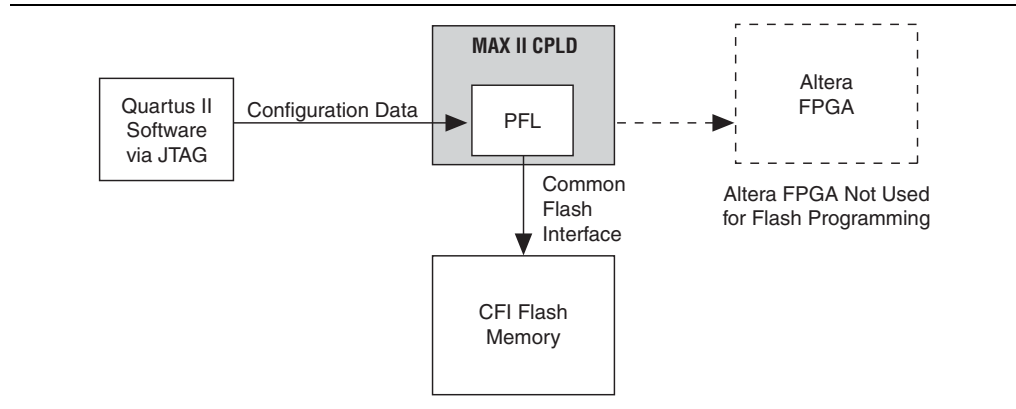 MAX II CPLD
Quartus II
Software
via JTAG
Configuration Data
PFL
Altera
FPGA
Common
Flash
Interface
Altera FPGA Not Used
for Flash Programming
CFI Flash
Memory